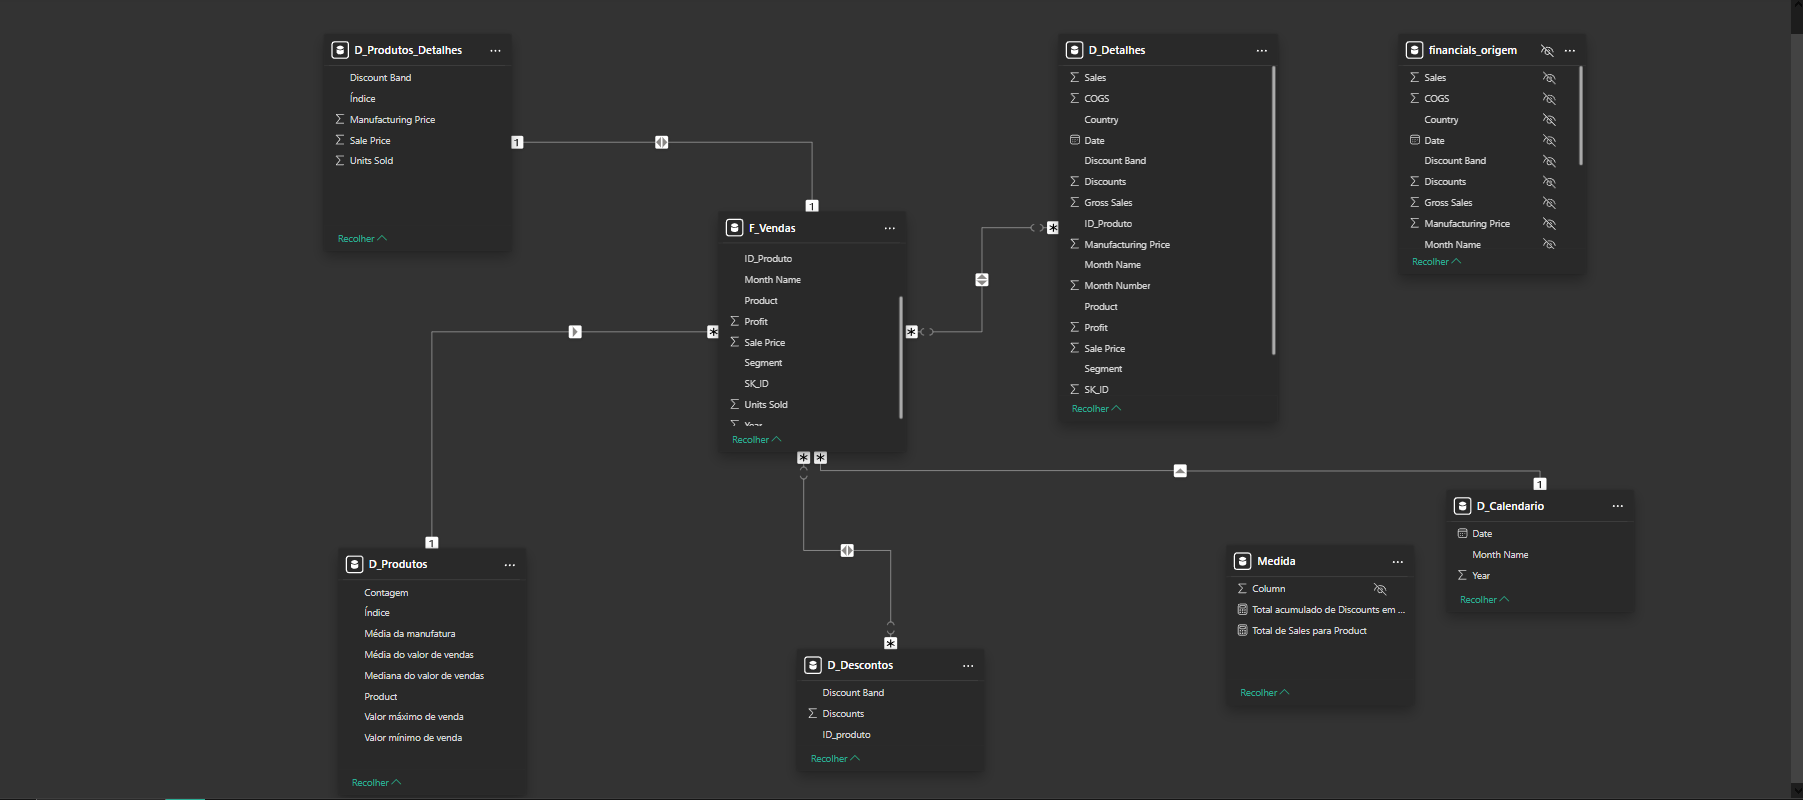 D_Produtos_Detalhes
Discount Band
Índice
Manufacturing Price
Sale Price
Units Sold
Recolher
D_Detalhes
Sales
COGS
Country
Date
Discount Band
Discounts
Gross Sales
ID_Produto
Manufacturing Price
Month Name
Month Number
Product
Profit
Sale Price
Segment
SK_ID
Recolher
financials_origem
Sales
COGS
Country
Date
Discount Band
Discounts
Gross Sales
Manufacturing Price
Month Name
Recolher
1
1
*
*
*
F_Vendas
ID_Produto
Month Name
Product
Profit
Sale Price
Segment
SK_ID
Units Sold
Year
Recolher
* *
1
1
*
D_Produtos
Contagem
Índice
Média da manufatura
Média do valor de vendas
Mediana do valor de vendas
Product
Valor máximo de venda
Valor mínimo de venda
Recolher
D_Descontos
Discount Band
Discounts
ID_produto
Recolher
Medida
Column
Total acumulado de Discounts em ...
Total de Sales para Product
Recolher
D_Calendario
Date
Month Name
Year
Recolher